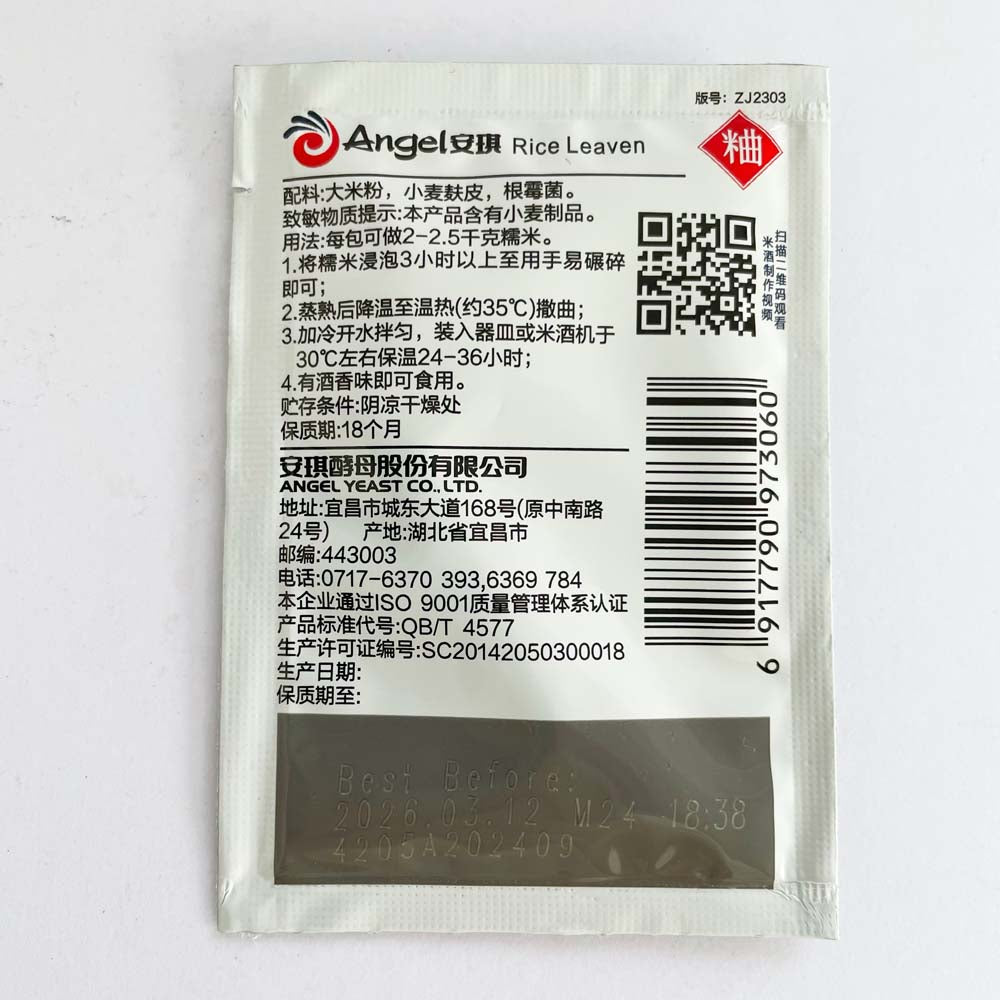 版号：ZJ2303
Angel安琪 Rice Leaven
粬
配料:大米粉，小麦麸皮，根霉菌。
致敏物质提示:本产品含有小麦制品。
用法:每包可做2-2.5千克糯米。
1.将糯米浸泡3小时以上至用手易碾碎
即可；
2.蒸熟后降温至温热(约35℃)撒曲；
3.加冷开水拌匀，装入器皿或米酒机于
30℃左右保温24-36小时；
4.有酒香味即可食用。
贮存条件:阴凉干燥处
保质期:18个月
扫描二维码观看
米酒制作视频
安琪酵母股份有限公司
ANGEL YEAST CO.,LTD.
地址:宜昌市城东大道168号(原中南路
24号) 产地:湖北省宜昌市
邮编:443003
电话:0717-6370 393,6369 784
本企业通过ISO 9001质量管理体系认证
产品标准代号:QB/T 4577
生产许可证编号:SC20142050300018
生产日期:
保质期至:
6 917790 973060
Best Before:
2026.03.12 M24 18:38
4205A202409